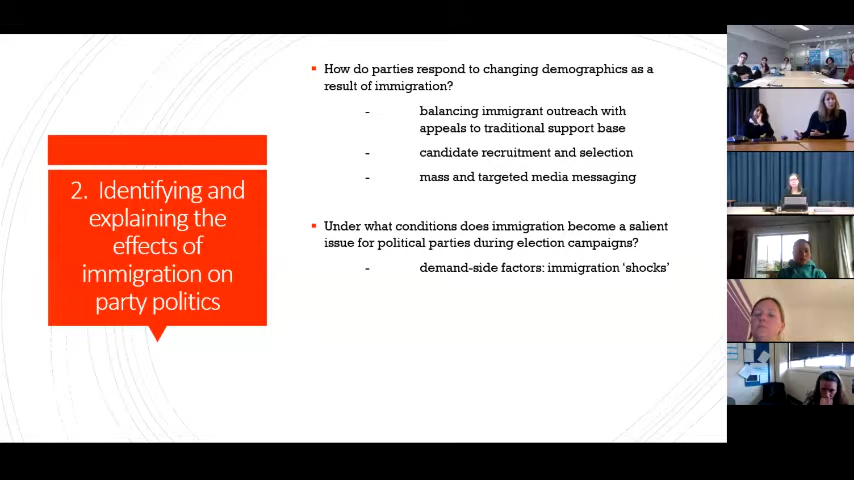 2. Identifying and
explaining the
effects of
immigration on
party politics
▪ How do parties respond to changing demographics as a
result of immigration?
- balancing immigrant outreach with
appeals to traditional support base
- candidate recruitment and selection
- mass and targeted media messaging
▪ Under what conditions does immigration become a salient
issue for political parties during election campaigns?
- demand-side factors: immigration ‘shocks’